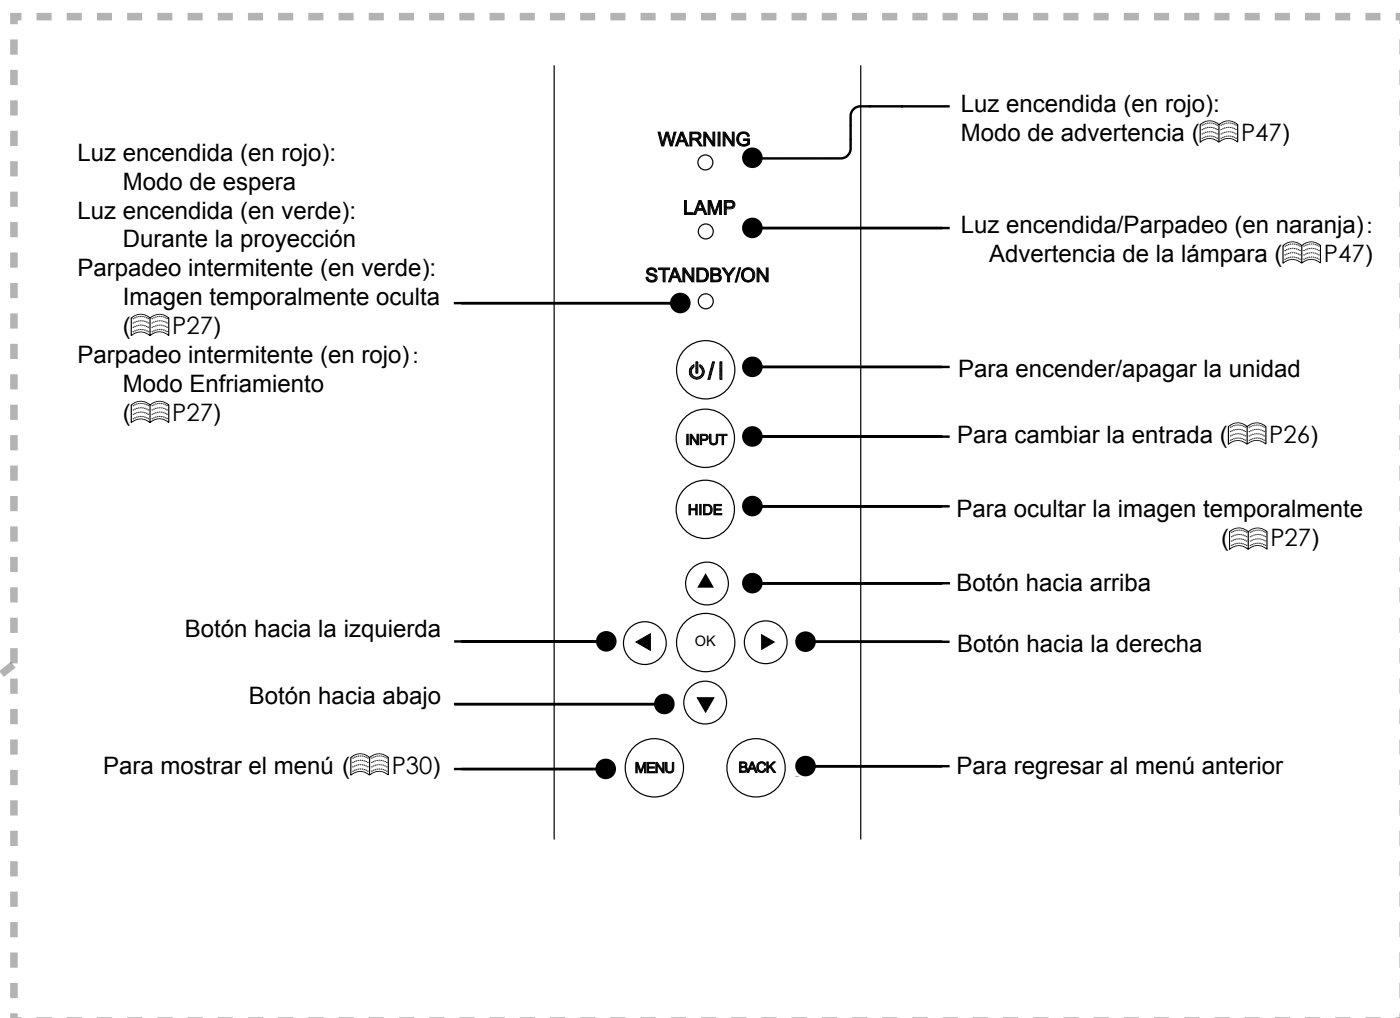 Luz encendida (en rojo):
Modo de espera
Luz encendida (en verde):
Durante la proyección
Parpadeo intermitente (en verde):
Imagen temporalmente oculta
(P27)
Parpadeo intermitente (en rojo):
Modo Enfriamiento
(P27)
Botón hacia la izquierda
Botón hacia abajo
Para mostrar el menú (P30)
WARNING
LAMP
STANDBY/ON
⏻/I
INPUT
HIDE
▲
◀ OK ▶
▼
MENU BACK
Luz encendida (en rojo):
Modo de advertencia (P47)
Luz encendida/Parpadeo (en naranja):
Advertencia de la lámpara (P47)
Para encender/apagar la unidad
Para cambiar la entrada (P26)
Para ocultar la imagen temporalmente
(P27)
Botón hacia arriba
Botón hacia la derecha
Para regresar al menú anterior